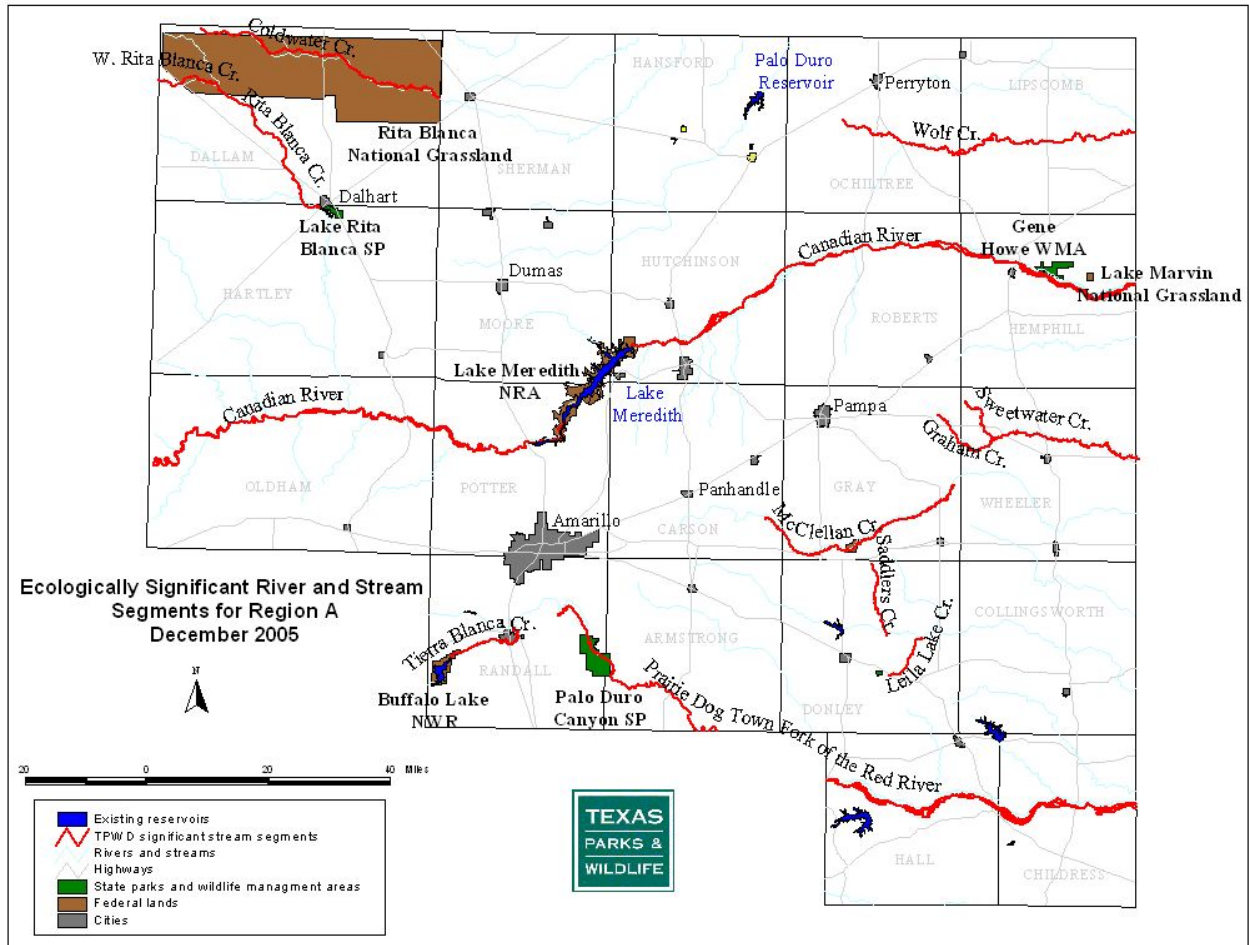 Coldwater Cr.
W. Rita Blanca Cr.
Rita Blanca Cr.
Rita Blanca
National Grassland
DALLAM
SHERMAN
HANSFORD
Palo Duro
Reservoir
Perryton
LIPSCOMB
Wolf Cr.
OCHILTREE
Dalhart
Lake Rita
Blanca SP
Gene
Howe WMA
Canadian River
Lake Marvin
National Grassland
HUTCHINSON
Dumas
HARTLEY
MOORE
ROBERTS
HEMPHILL
Lake Meredith
NRA
Lake
Meredith
Canadian River
Pampa
Sweetwater Cr.
Graham Cr.
OLDHAM
POTTER
Panhandle
GRAY
WHEELER
Amarillo
CARSON
McClellan Cr.
Saddlers Cr.
Ecologically Significant River and Stream
Segments for Region A
December 2005
COLLINGSWORTH
Tierra Blanca Cr.
ARMSTRONG
Leila Lake Cr.
RANDALL
N
Buffalo Lake
NWR
Palo Duro
Canyon SP
Prairie Dog Town Fork of the Red River
DONLEY
20 0 20 40 Miles
HALL
CHILDRESS
Existing reservoirs
TPWD significant stream segments
Rivers and streams
Highways
State parks and wildlife managment areas
Federal lands
Cities
TEXAS
PARKS &
WILDLIFE